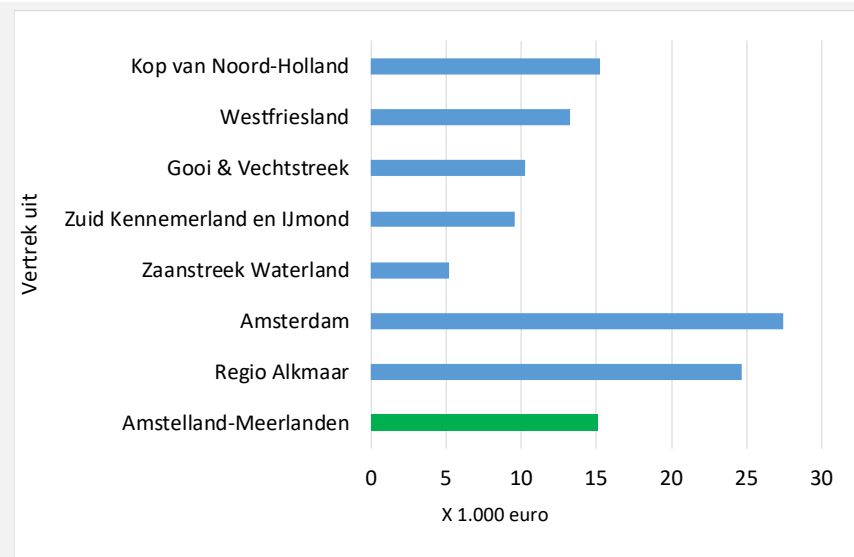 Vertrek uit
Kop van Noord-Holland
Westfriesland
Gooi & Vechtstreek
Zuid Kennemerland en IJmond
Zaanstreek Waterland
Amsterdam
Regio Alkmaar
Amstelland-Meerlanden
0 5 10 15 20 25 30
X 1.000 euro